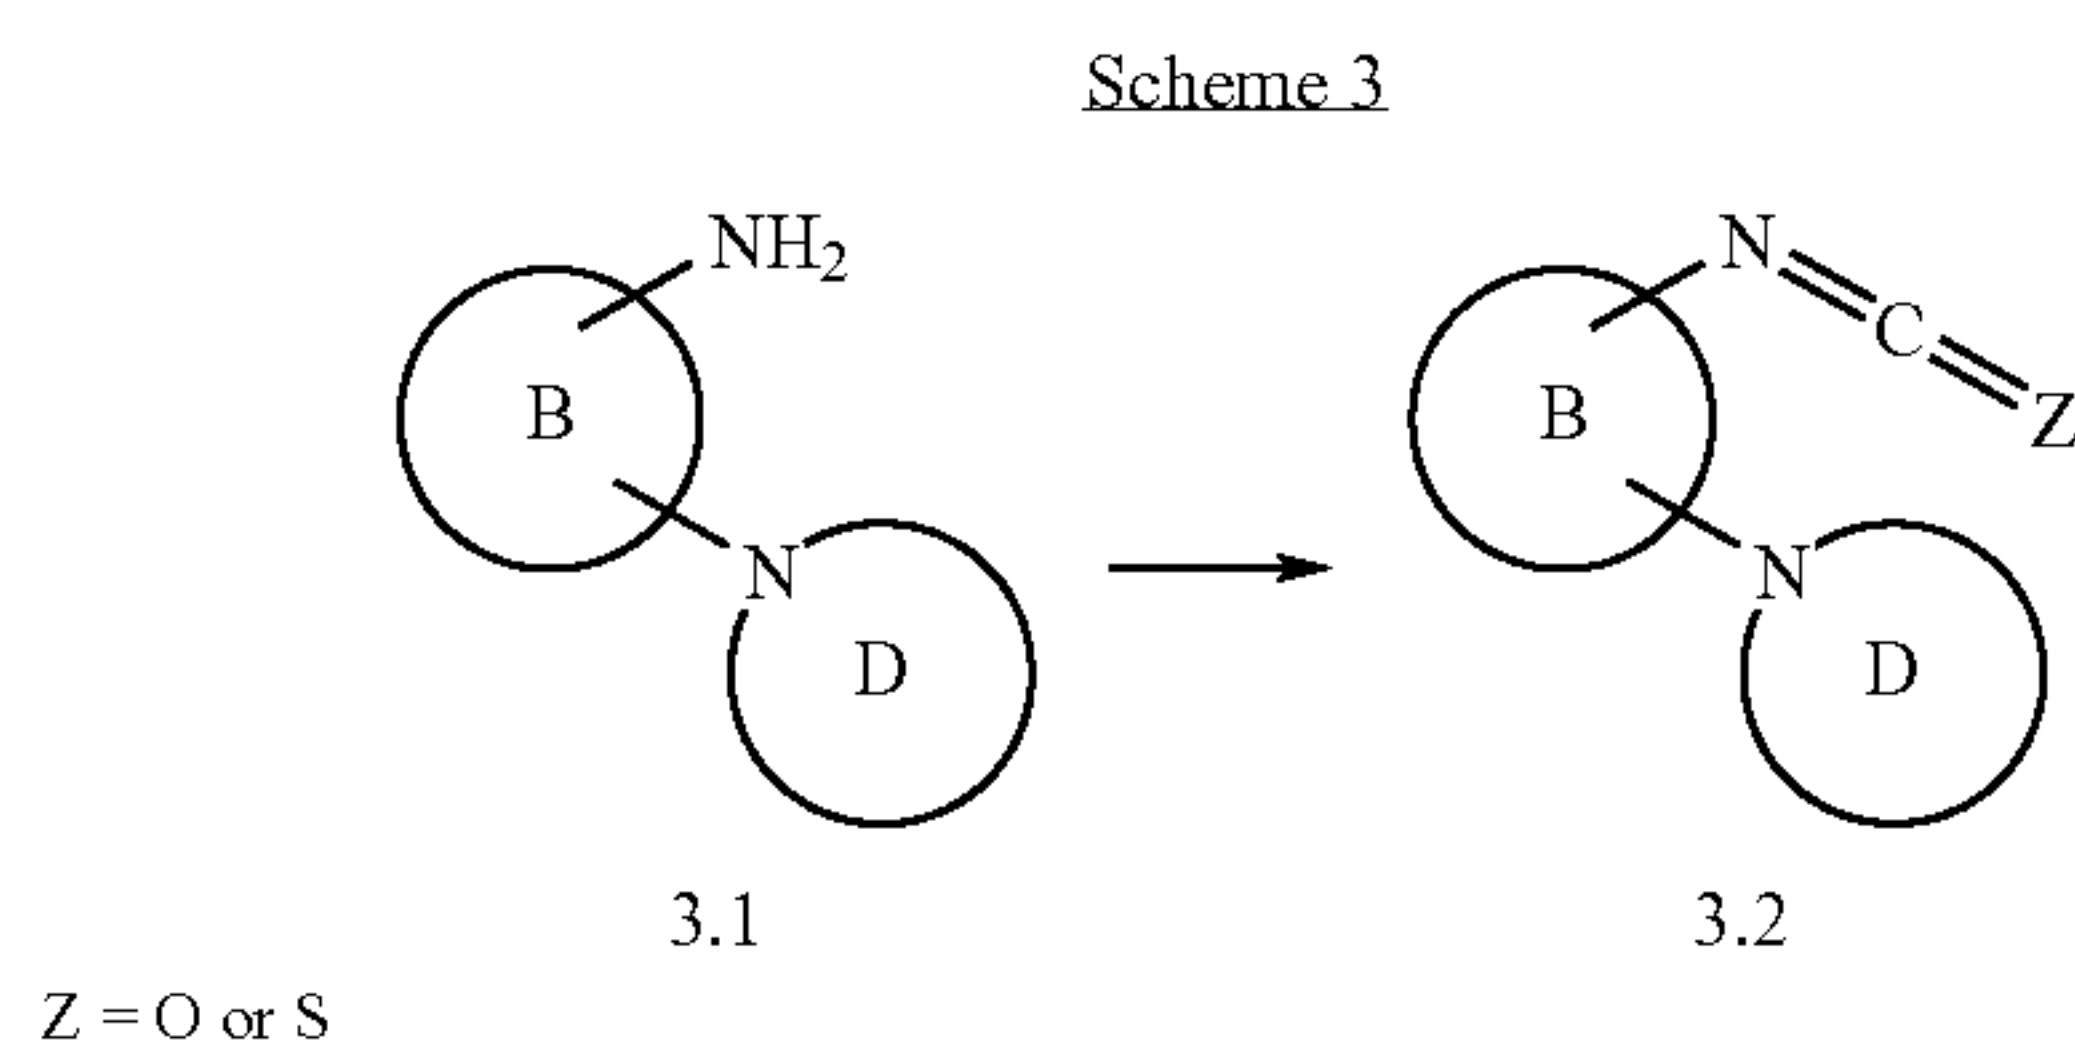 Scheme 3
NH₂ N
C
B B Z
N N
D D
3.1 3.2
Z = O or S